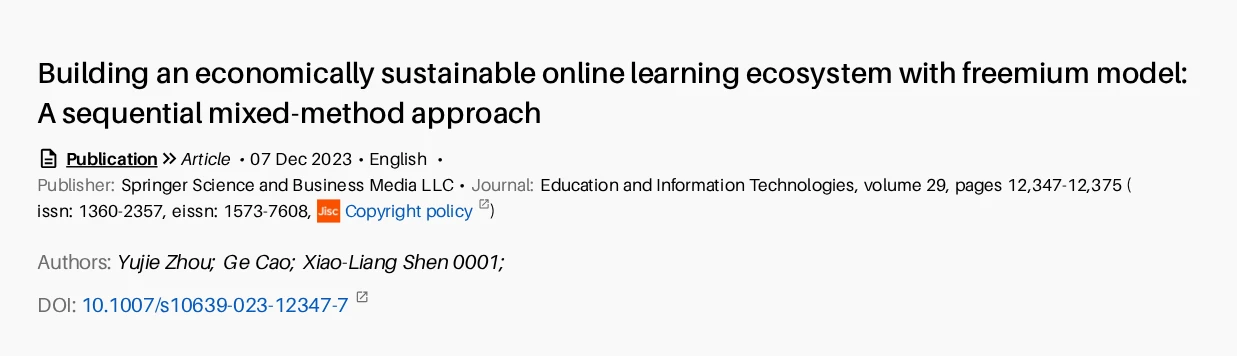 Building an economically sustainable online learning ecosystem with freemium model:
A sequential mixed-method approach
Publication » Article • 07 Dec 2023 • English •
Publisher: Springer Science and Business Media LLC • Journal: Education and Information Technologies, volume 29, pages 12,347-12,375 (
issn: 1360-2357, eissn: 1573-7608, Jisc Copyright policy )
Authors: Yujie Zhou; Ge Cao; Xiao-Liang Shen 0001;
DOI: 10.1007/s10639-023-12347-7